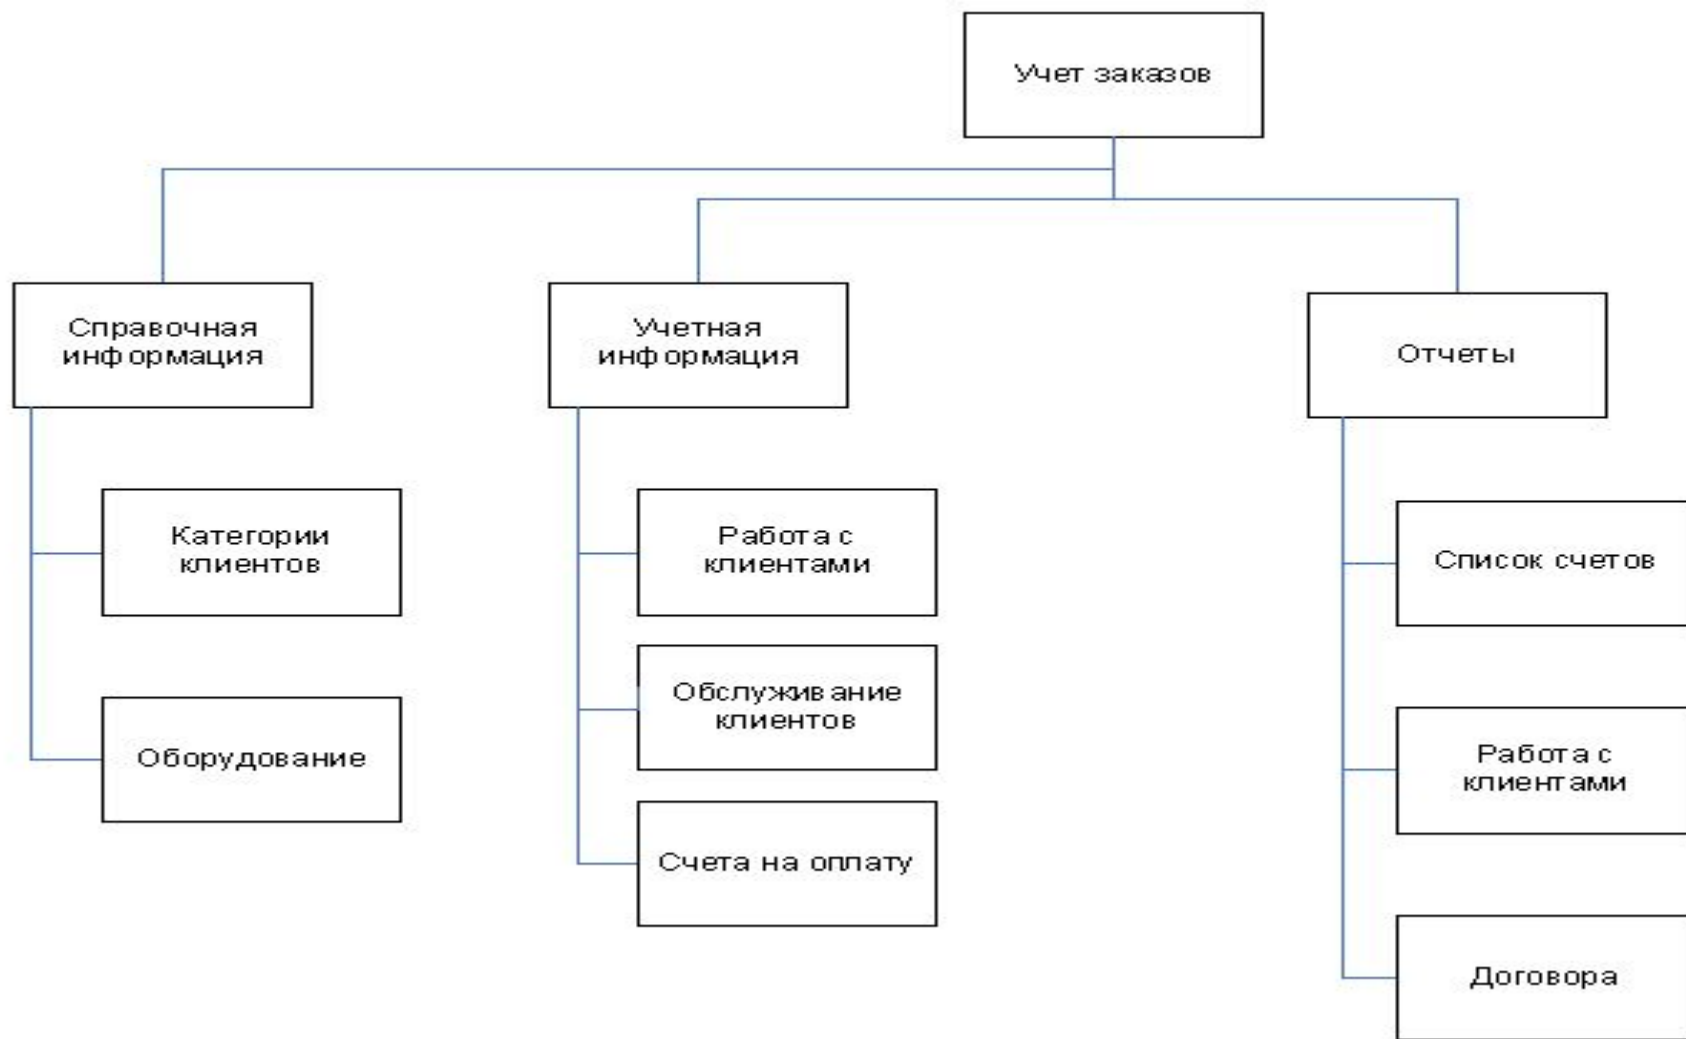 Учет заказов
Справочная
информация
Учетная
информация
Отчеты
Категории
клиентов
Работа с
клиентами
Список счетов
Обслуживание
клиентов
Оборудование
Работа с
клиентами
Счета на оплату
Договора